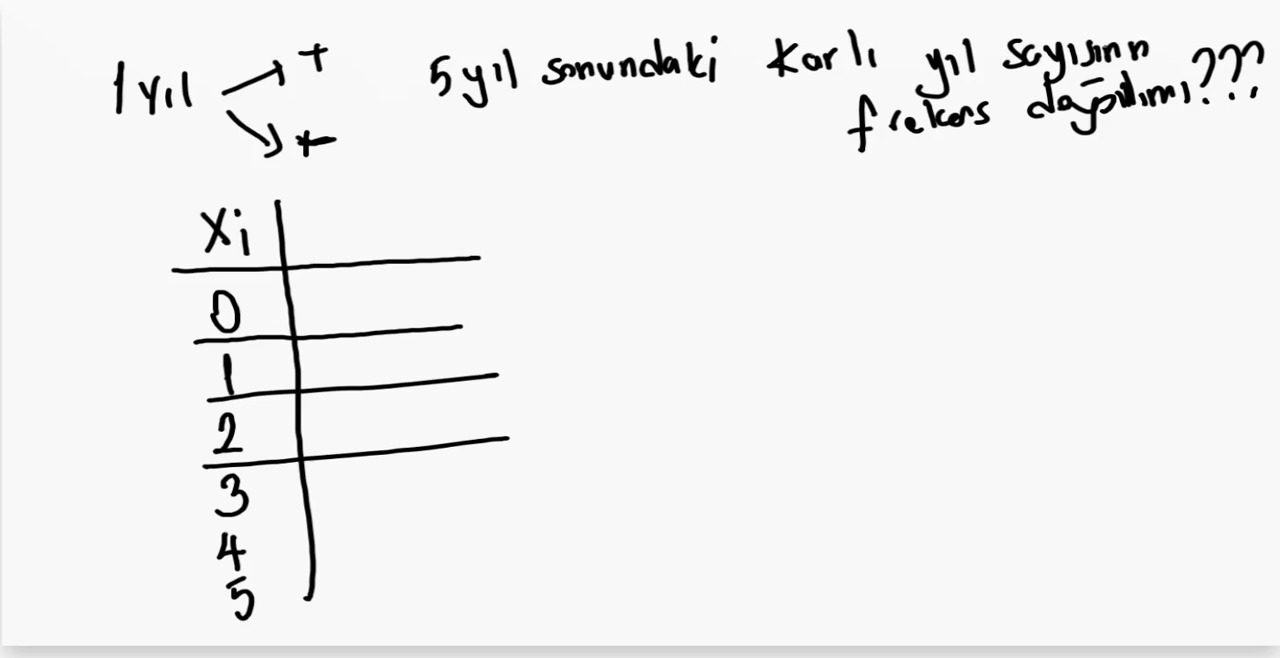 1 yıl + 5 yıl sonundaki Karlı yıl sayısının
- frekans dağılımı???
Xi
0
1
2
3
4
5